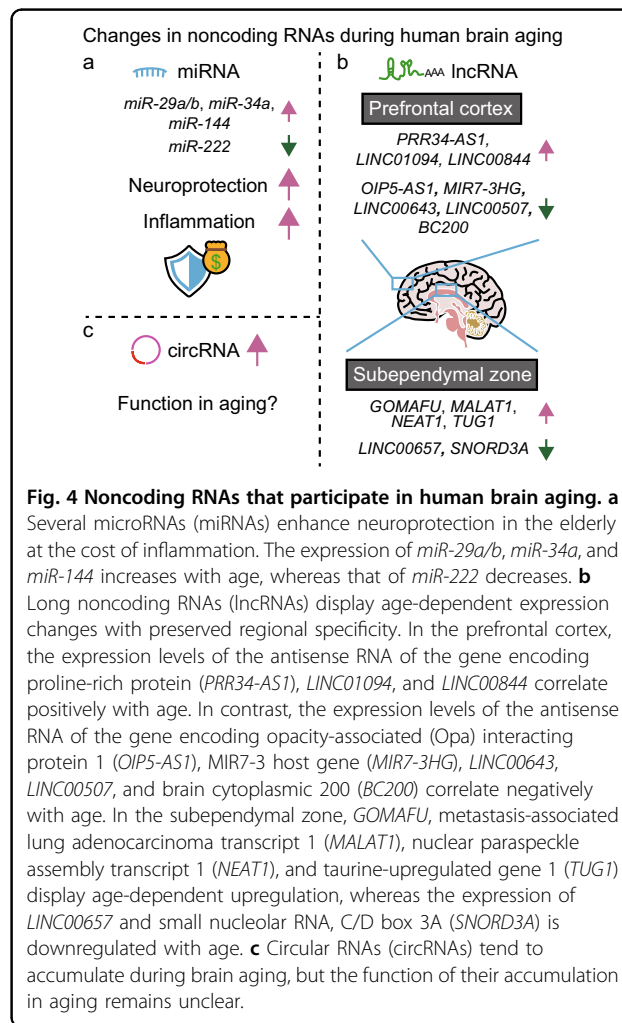 Changes in noncoding RNAs during human brain aging
a
miRNA
miR-29a/b, miR-34a,
miR-144
miR-222
Neuroprotection
Inflammation
$
b
AAA lncRNA
Prefrontal cortex
PRR34-AS1,
LINC01094, LINC00844
OIP5-AS1, MIR7-3HG,
LINC00643, LINC00507,
BC200
Subependymal zone
GOMAFU, MALAT1,
NEAT1, TUG1
LINC00657, SNORD3A
c
circRNA
Function in aging?
Fig. 4 Noncoding RNAs that participate in human brain aging. a
Several microRNAs (miRNAs) enhance neuroprotection in the elderly
at the cost of inflammation. The expression of miR-29a/b, miR-34a, and
miR-144 increases with age, whereas that of miR-222 decreases. b
Long noncoding RNAs (lncRNAs) display age-dependent expression
changes with preserved regional specificity. In the prefrontal cortex,
the expression levels of the antisense RNA of the gene encoding
proline-rich protein (PRR34-AS1), LINC01094, and LINC00844 correlate
positively with age. In contrast, the expression levels of the antisense
RNA of the gene encoding opacity-associated (Opa) interacting
protein 1 (OIP5-AS1), MIR7-3 host gene (MIR7-3HG), LINC00643,
LINC00507, and brain cytoplasmic 200 (BC200) correlate negatively
with age. In the subependymal zone, GOMAFU, metastasis-associated
lung adenocarcinoma transcript 1 (MALAT1), nuclear paraspeckle
assembly transcript 1 (NEAT1), and taurine-upregulated gene 1 (TUG1)
display age-dependent upregulation, whereas the expression of
LINC00657 and small nucleolar RNA, C/D box 3A (SNORD3A) is
downregulated with age. c Circular RNAs (circRNAs) tend to
accumulate during brain aging, but the function of their accumulation
in aging remains unclear.